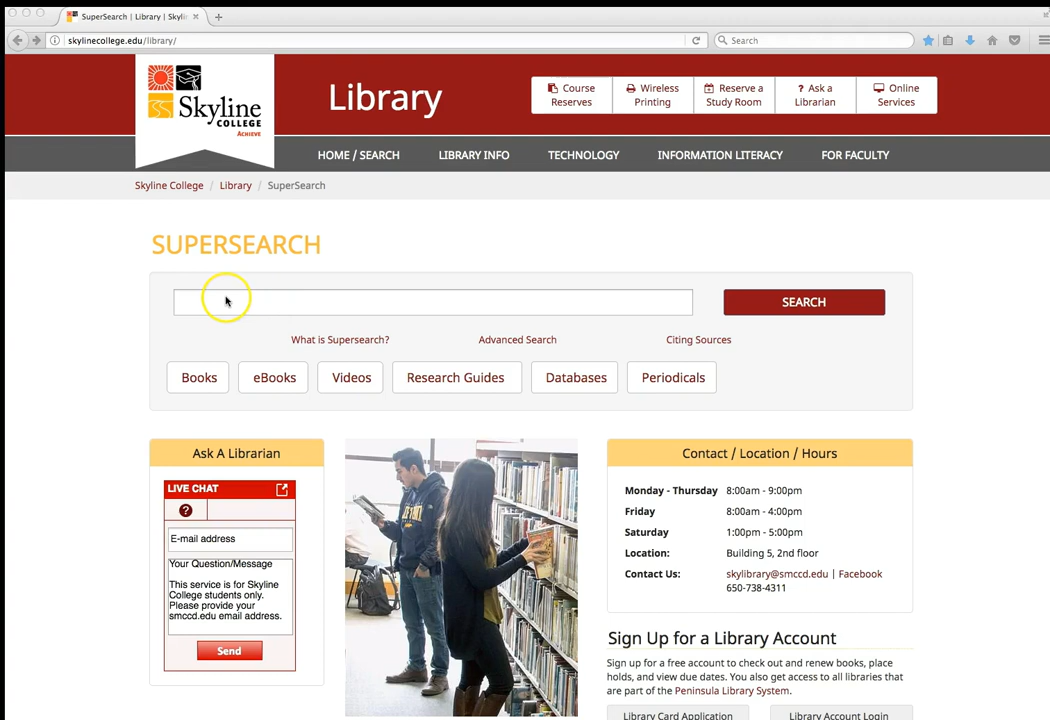 SuperSearch | Library | Skylin
skylinecollege.edu/library/
Search
Skyline
COLLEGE
ACHIEVE
Library
Course Reserves
Wireless Printing
Reserve a Study Room
? Ask a Librarian
Online Services
HOME / SEARCH LIBRARY INFO TECHNOLOGY INFORMATION LITERACY FOR FACULTY
Skyline College / Library / SuperSearch
SUPERSEARCH
SEARCH
What is Supersearch? Advanced Search Citing Sources
Books eBooks Videos Research Guides Databases Periodicals
Ask A Librarian
LIVE CHAT
?
E-mail address
Your Question/Message
This service is for Skyline
College students only.
Please provide your
smccd.edu email address.
Send
Contact / Location / Hours
Monday - Thursday 8:00am - 9:00pm
Friday 8:00am - 4:00pm
Saturday 1:00pm - 5:00pm
Location: Building 5, 2nd floor
Contact Us: skylibrary@smccd.edu | Facebook
650-738-4311
Sign Up for a Library Account
Sign up for a free account to check out and renew books, place
holds, and view due dates. You also get access to all libraries that
are part of the Peninsula Library System.
Library Card Application Library Account Login